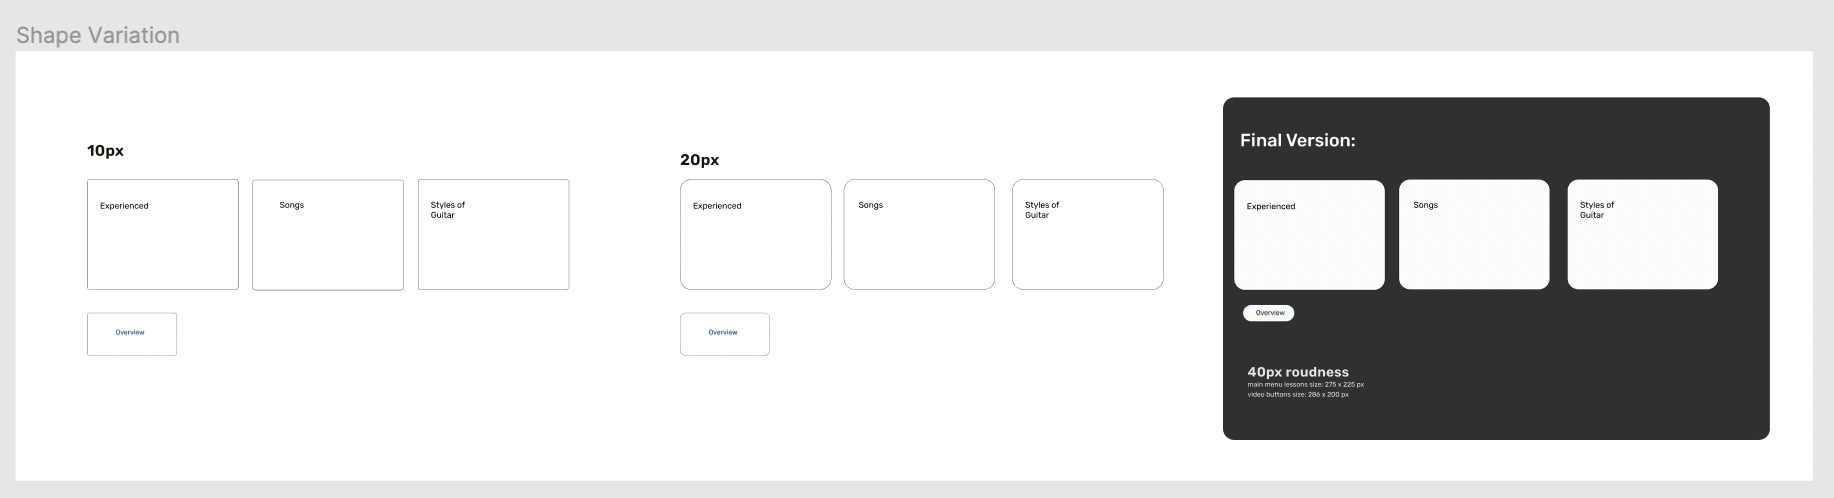 Shape Variation
10px
Experienced
Songs
Styles of
Guitar
Overview
20px
Experienced
Songs
Styles of
Guitar
Overview
Final Version:
Experienced
Songs
Styles of
Guitar
Overview
40px roudness
main menu lessons size: 275 x 225 px
video buttons size: 286 x 200 px